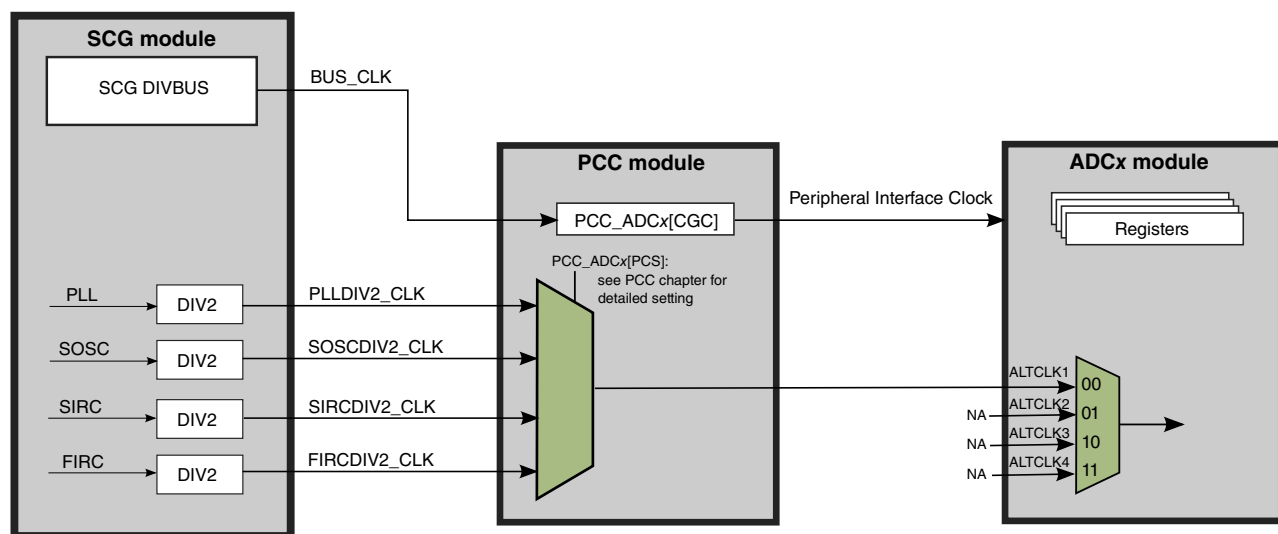 SCG module
SCG DIVBUS
BUS_CLK
PCC module
PCC_ADCx[CGC]
Peripheral Interface Clock
ADCx module
Registers
PCC_ADCx[PCS]:
see PCC chapter for
detailed setting
PLL
DIV2
PLLDIV2_CLK
SOSC
DIV2
SOSCDIV2_CLK
SIRC
DIV2
SIRCDIV2_CLK
FIRC
DIV2
FIRCDIV2_CLK
ALTCLK1
00
NA
ALTCLK2
01
NA
ALTCLK3
10
NA
ALTCLK4
11